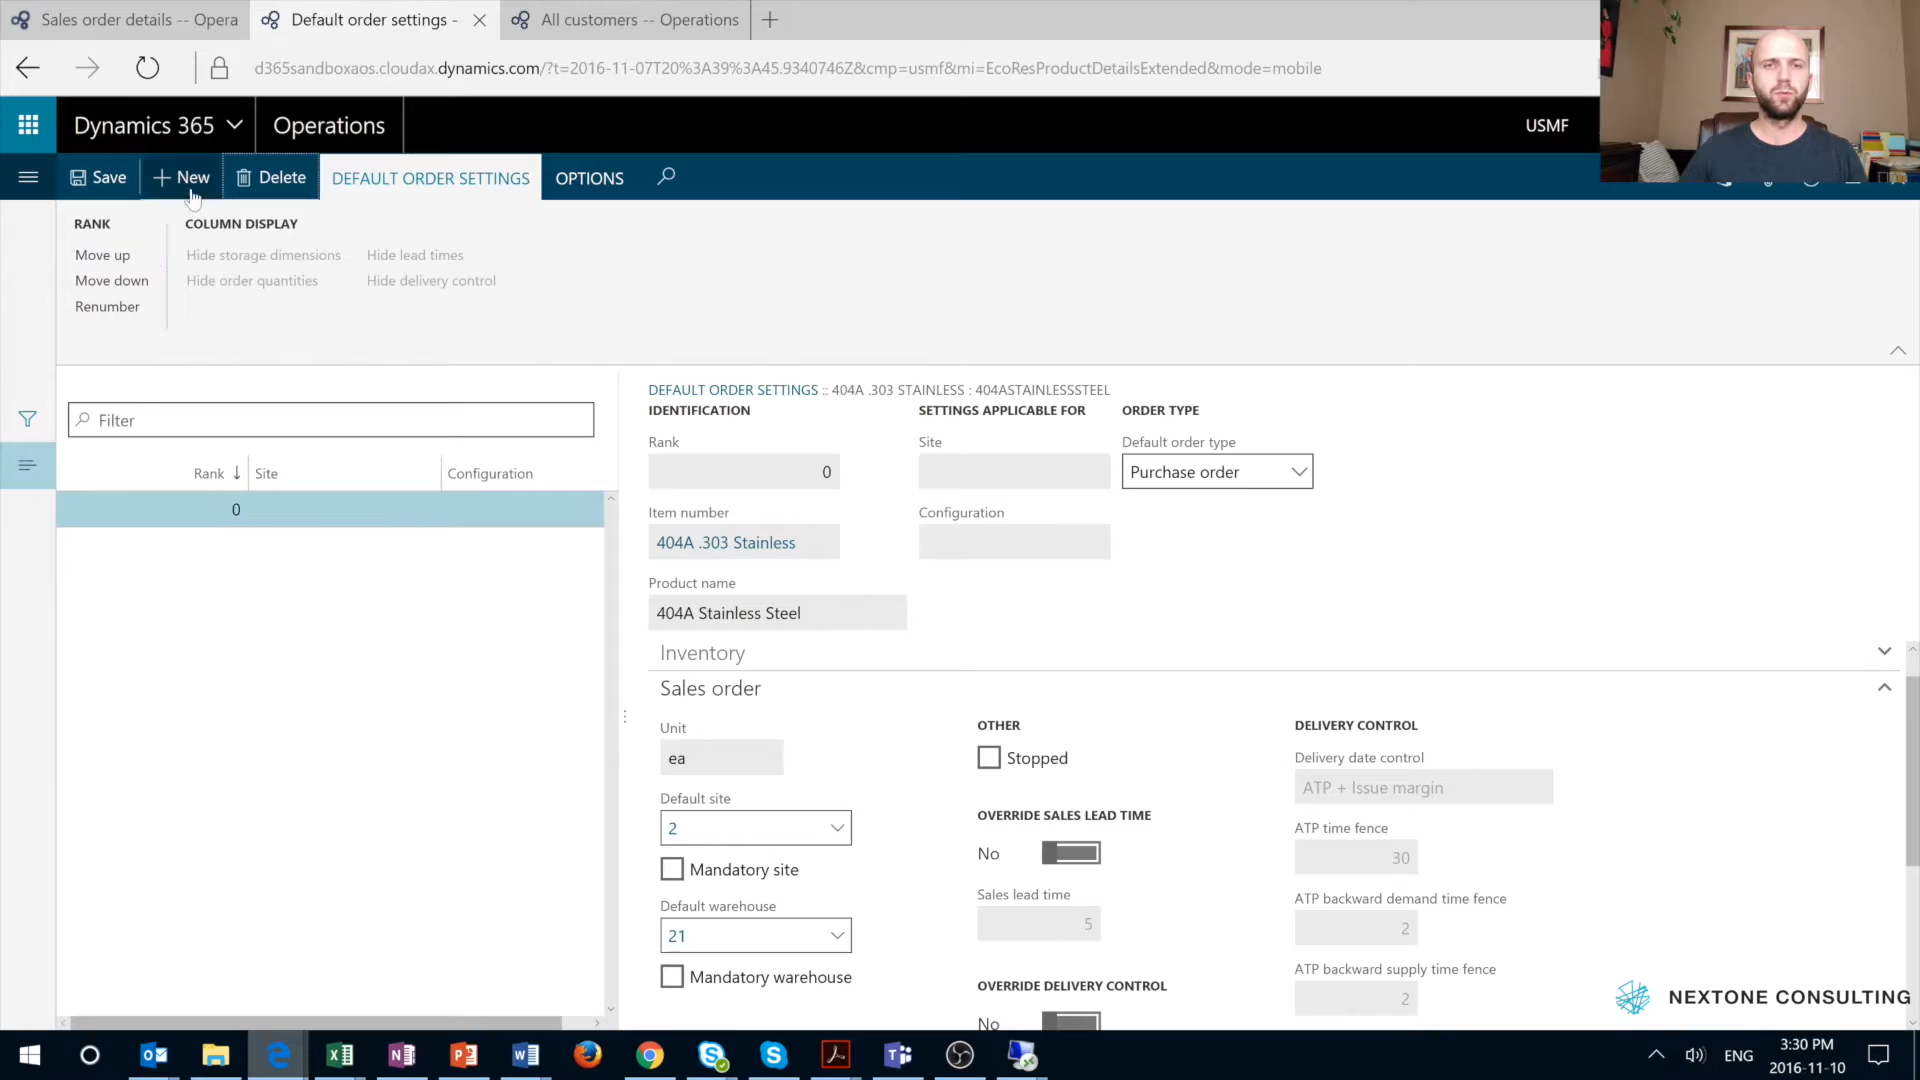 Sales order details -- Opera
Default order settings -
All customers -- Operations
d365sandboxaos.cloudax.dynamics.com/?t=2016-11-07T20%3A39%3A45.9340746Z&cmp=usmf&mi=EcoResProductDetailsExtended&mode=mobile
Dynamics 365
Operations
USMF
Save
New
Delete
DEFAULT ORDER SETTINGS
OPTIONS
RANK
COLUMN DISPLAY
Move up
Hide storage dimensions
Hide lead times
Move down
Hide order quantities
Hide delivery control
Renumber
Filter
Rank
Site
Configuration
0
DEFAULT ORDER SETTINGS :: 404A .303 STAINLESS : 404ASTAINLESSSTEEL
IDENTIFICATION
SETTINGS APPLICABLE FOR
ORDER TYPE
Rank
Site
Default order type
0
Purchase order
Item number
Configuration
404A .303 Stainless
Product name
404A Stainless Steel
Inventory
Sales order
Unit
ea
Default site
2
Mandatory site
Default warehouse
21
Mandatory warehouse
OTHER
Stopped
OVERRIDE SALES LEAD TIME
No
Sales lead time
5
OVERRIDE DELIVERY CONTROL
No
DELIVERY CONTROL
Delivery date control
ATP + Issue margin
ATP time fence
30
ATP backward demand time fence
2
ATP backward supply time fence
2
NEXTONE CONSULTING
ENG
3:30 PM
2016-11-10